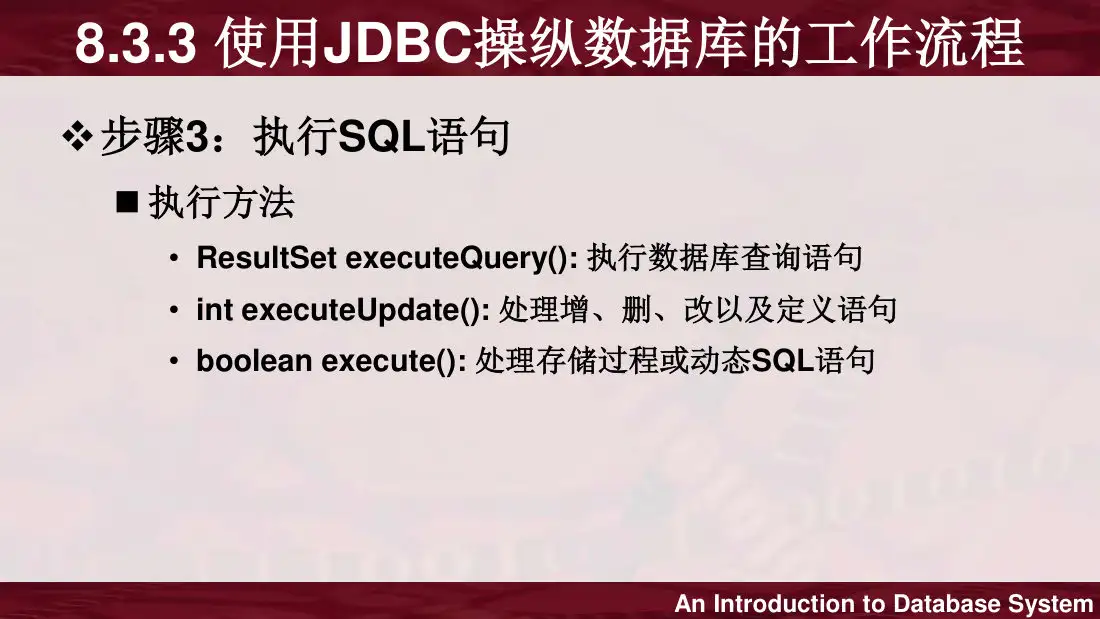 8.3.3 使用JDBC操纵数据库的工作流程
❖步骤3：执行SQL语句
■ 执行方法
• ResultSet executeQuery(): 执行数据库查询语句
• int executeUpdate(): 处理增、删、改以及定义语句
• boolean execute(): 处理存储过程或动态SQL语句
An Introduction to Database System